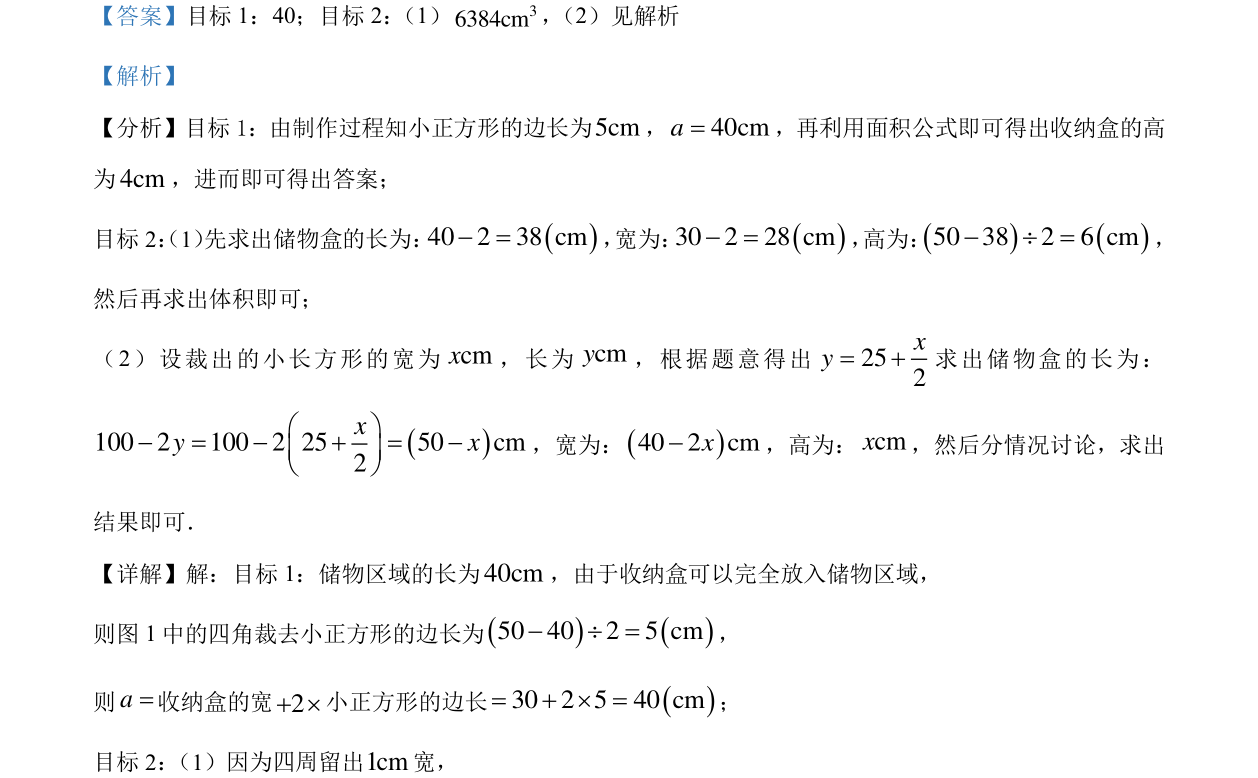 【答案】目标 1：40；目标 2：（1）6384cm³，（2）见解析
【解析】
【分析】目标 1：由制作过程知小正方形的边长为5cm，a = 40cm，再利用面积公式即可得出收纳盒的高
为4cm，进而即可得出答案；
目标 2：（1）先求出储物盒的长为：40－2 = 38(cm)，宽为：30－2 = 28(cm)，高为：(50－38)÷2 = 6(cm)，
然后再求出体积即可；
（2）设裁出的小长方形的宽为 xcm，长为 ycm，根据题意得出 y = 25 + x/2 求出储物盒的长为：
100－2y = 100－2(25 + x/2) = (50－x)cm，宽为：(40－2x)cm，高为：xcm，然后分情况讨论，求出
结果即可．
【详解】解：目标 1：储物区域的长为40cm，由于收纳盒可以完全放入储物区域，
则图 1 中的四角裁去小正方形的边长为(50－40)÷2 = 5(cm)，
则a =收纳盒的宽+2×小正方形的边长= 30 + 2×5 = 40(cm)；
目标 2：（1）因为四周留出1cm宽，